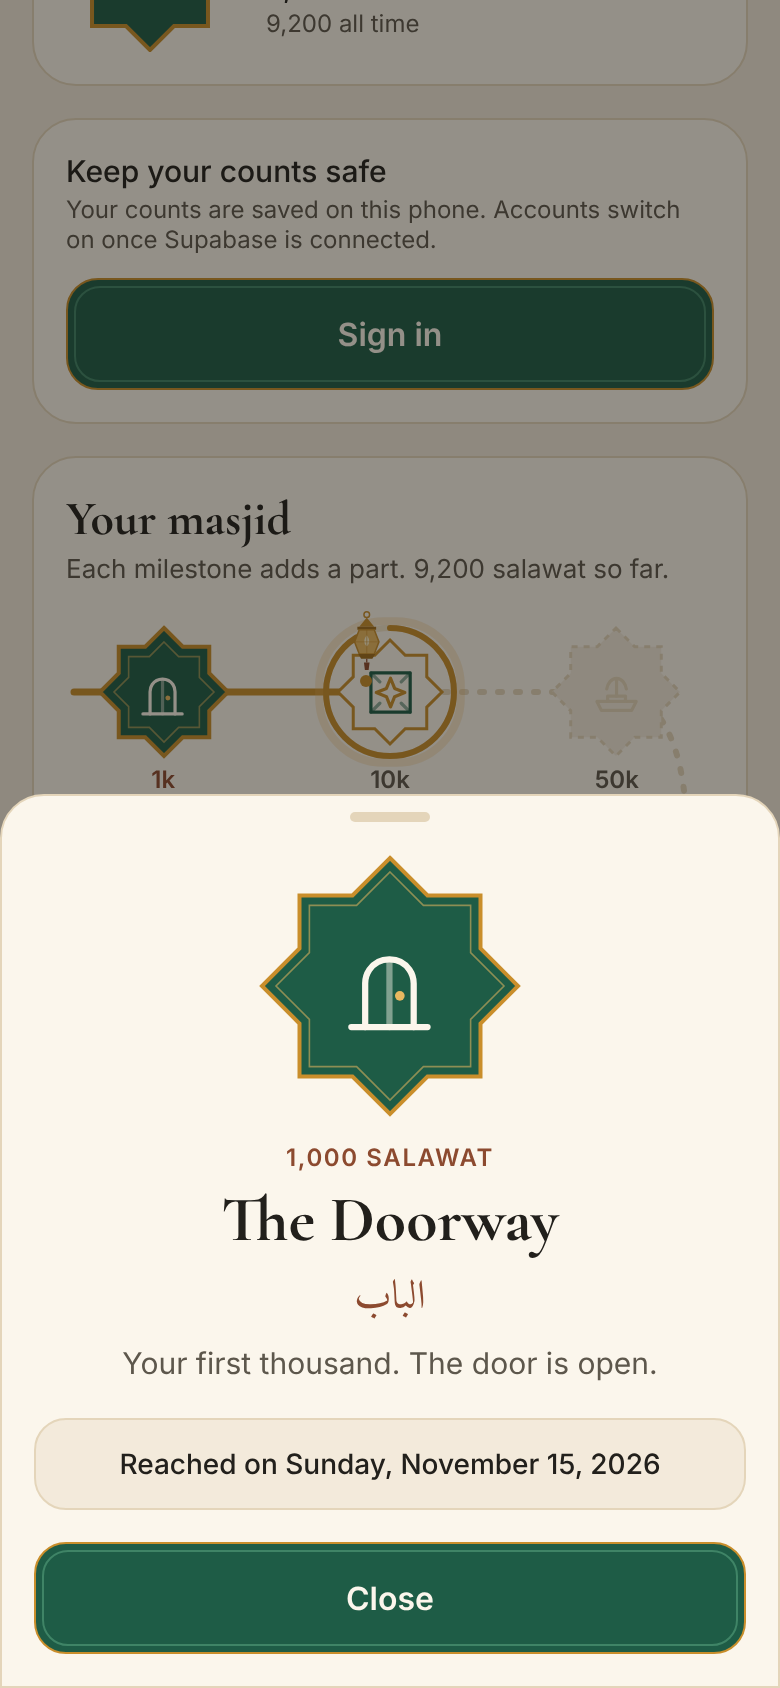 9,200 all time
Keep your counts safe
Your counts are saved on this phone. Accounts switch
on once Supabase is connected.
Sign in
Your masjid
Each milestone adds a part. 9,200 salawat so far.
1k
10k
50k
1,000 SALAWAT
The Doorway
الباب
Your first thousand. The door is open.
Reached on Sunday, November 15, 2026
Close